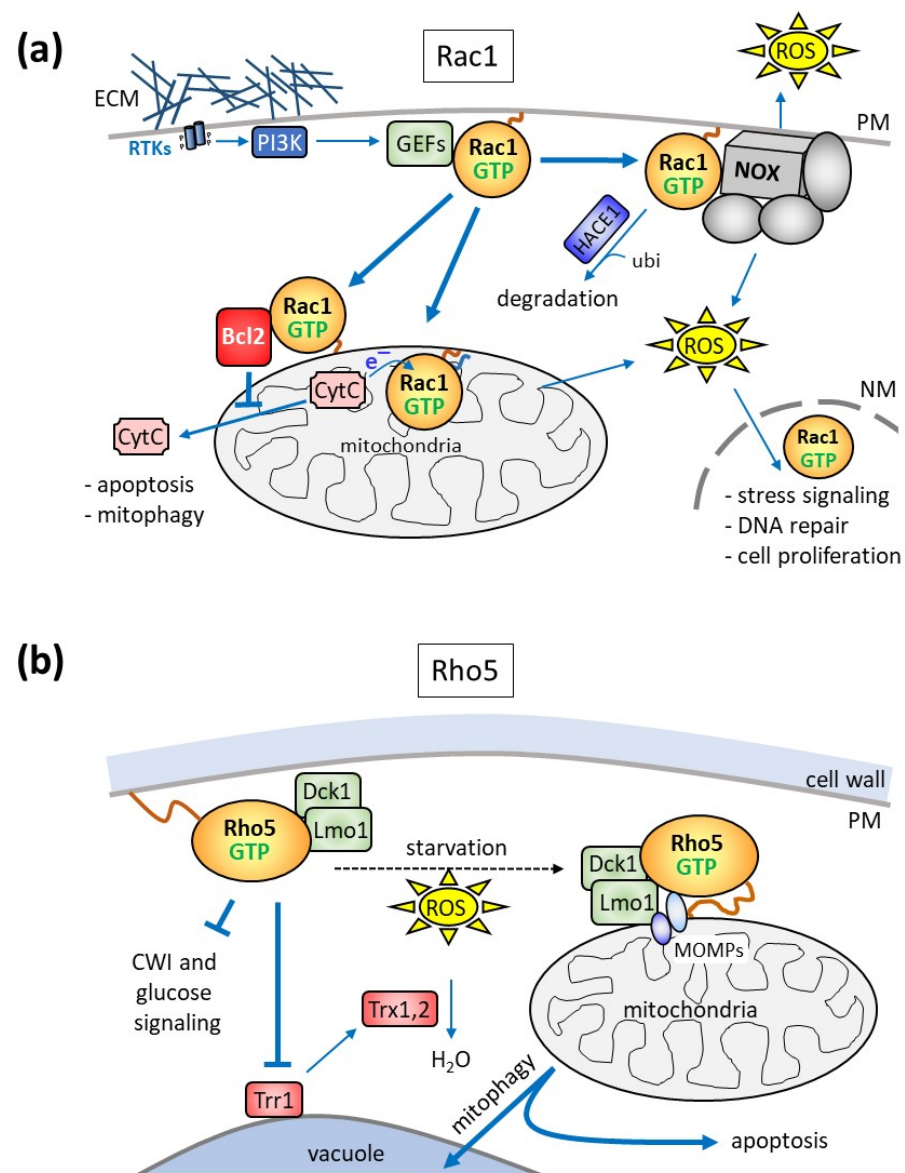 (a)
Rac1
ROS
ECM
PM
RTKs
P
P
P
P
PI3K
GEFs
Rac1
GTP
Rac1
GTP
NOX
HACE1
ubi
degradation
Rac1
GTP
Bcl2
ROS
e⁻
CytC
Rac1
GTP
CytC
mitochondria
NM
Rac1
GTP
- apoptosis
- mitophagy
- stress signaling
- DNA repair
- cell proliferation
(b)
Rho5
cell wall
PM
Dck1
Lmo1
Rho5
GTP
starvation
ROS
Rho5
GTP
Dck1
Lmo1
MOMPs
CWI and
glucose
signaling
mitochondria
Trx1,2
H₂O
Trr1
mitophagy
apoptosis
vacuole